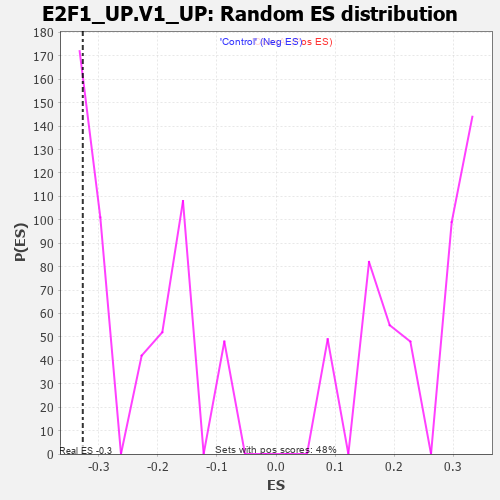 E2F1_UP.V1_UP: Random ES distribution
'Control' (Neg ES) os ES)
180
170
160
150
140
130
120
110
100
90
80
70
60
50
40
30
20
10
0
P(ES)
Real ES -0.3
Sets with pos scores: 48%
-0.3 -0.2 -0.1 0.0 0.1 0.2 0.3
ES